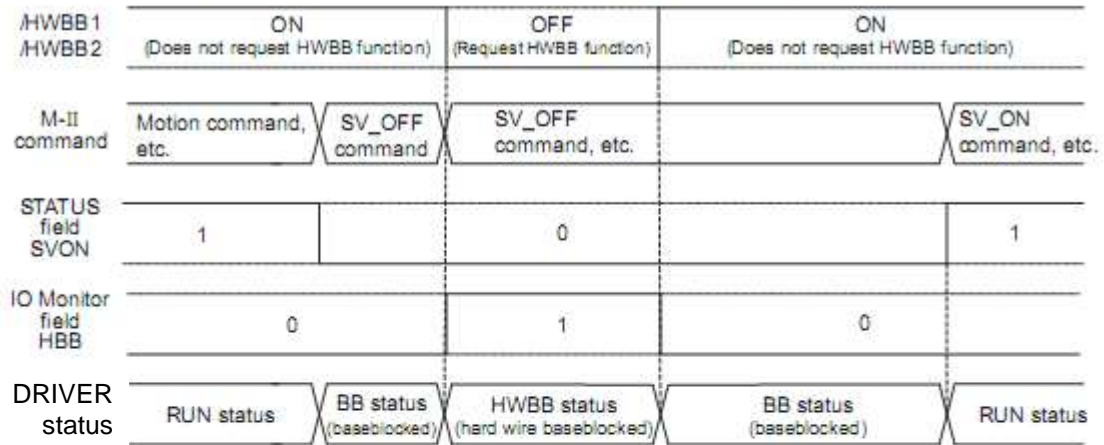 /HWBB1
/HWBB2
ON
(Does not request HWBB function)
OFF
(Request HWBB function)
ON
(Does not request HWBB function)
M-II
command
Motion command,
etc.
SV_OFF
command
SV_OFF
command, etc.
SV_ON
command, etc.
STATUS
field
SVON
1
0
1
IO Monitor
field
HBB
0
1
0
DRIVER
status
RUN status
BB status
(baseblocked)
HWBB status
(hard wire baseblocked)
BB status
(baseblocked)
RUN status